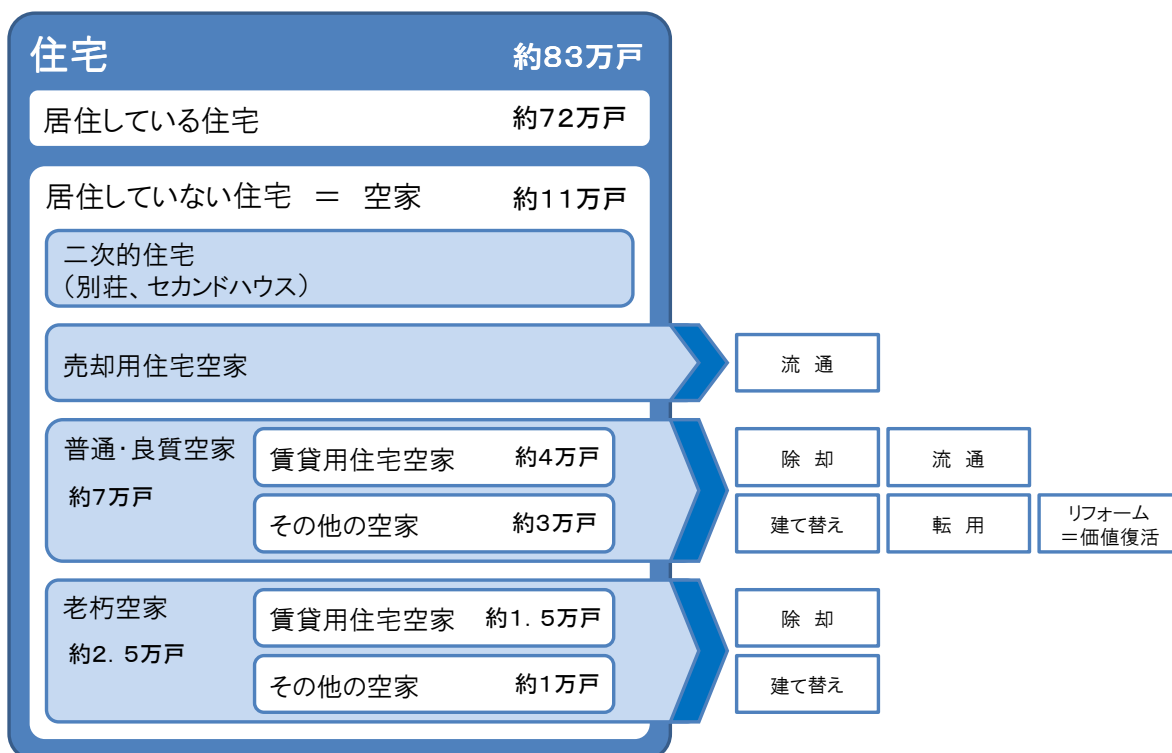 住宅 約83万戸
居住している住宅 約72万戸
居住していない住宅 = 空家 約11万戸
二次的住宅
(別荘、セカンドハウス)
売却用住宅空家
流 通
普通・良質空家
約7万戸
賃貸用住宅空家 約4万戸
その他の空家 約3万戸
除 却
流 通
建て替え
転 用
リフォーム
=価値復活
老朽空家
約2.5万戸
賃貸用住宅空家 約1.5万戸
その他の空家 約1万戸
除 却
建て替え